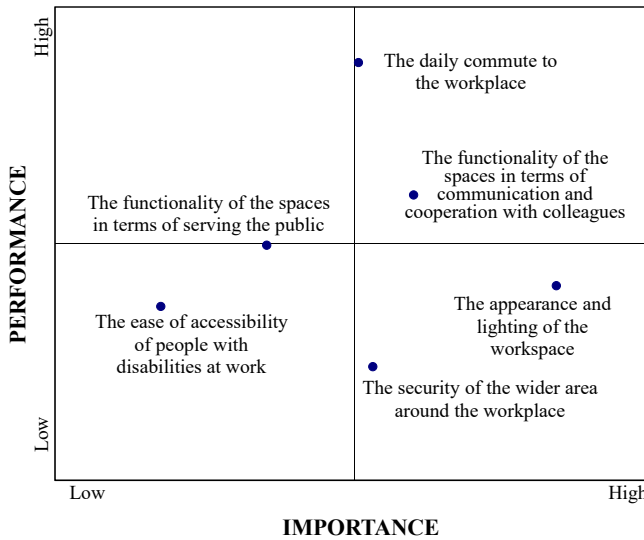 High
The daily commute to
the workplace
The functionality of the
spaces in terms of
communication and
cooperation with colleagues
The functionality of the spaces
in terms of serving the public
PERFORMANCE
The appearance and
lighting of the
workspace
The ease of accessibility
of people with
disabilities at work
The security of the wider area
around the workplace
Low
Low
High
IMPORTANCE